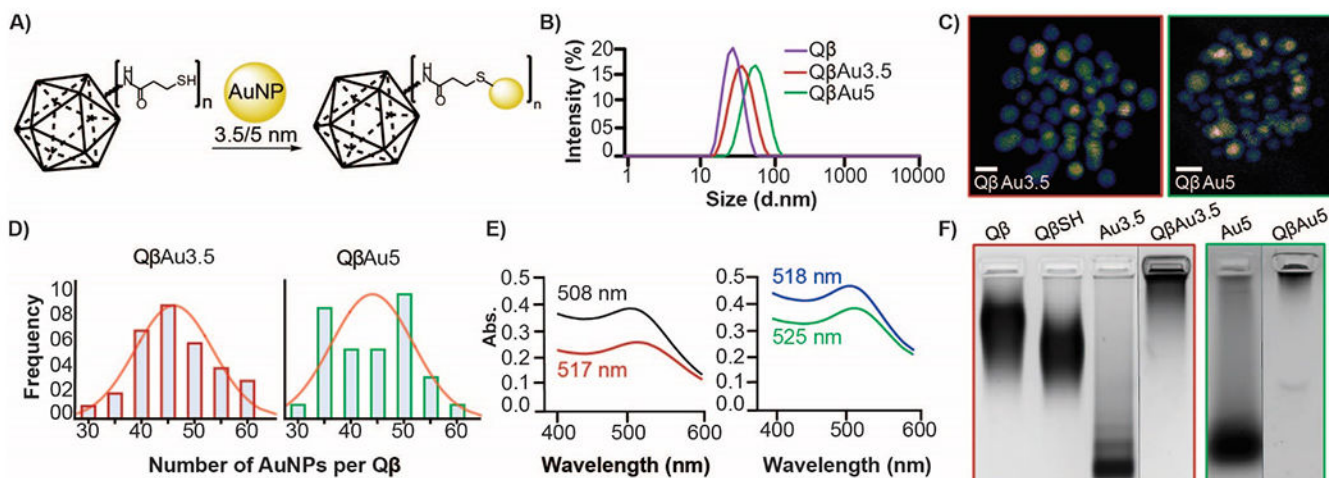 A)
NH
O
SH
n
AuNP
3.5/5 nm
NH
O
S
n
B)
Intensity (%)
20
15
10
05
0
1 10 100 1000 10000
Size (d.nm)
Qβ
QβAu3.5
QβAu5
C)
QβAu3.5
QβAu5
D)
QβAu3.5 QβAu5
Frequency
10
08
06
04
02
00
30 40 50 60 30 40 50 60
Number of AuNPs per Qβ
E)
Abs.
0.5
0.4
0.3
0.2
0.1
0.0
508 nm
517 nm
400 500 600
Wavelength (nm)
0.5
0.4
0.3
0.2
0.1
0.0
518 nm
525 nm
400 500 600
Wavelength (nm)
F)
Qβ QβSH Au3.5 QβAu3.5 Au5 QβAu5